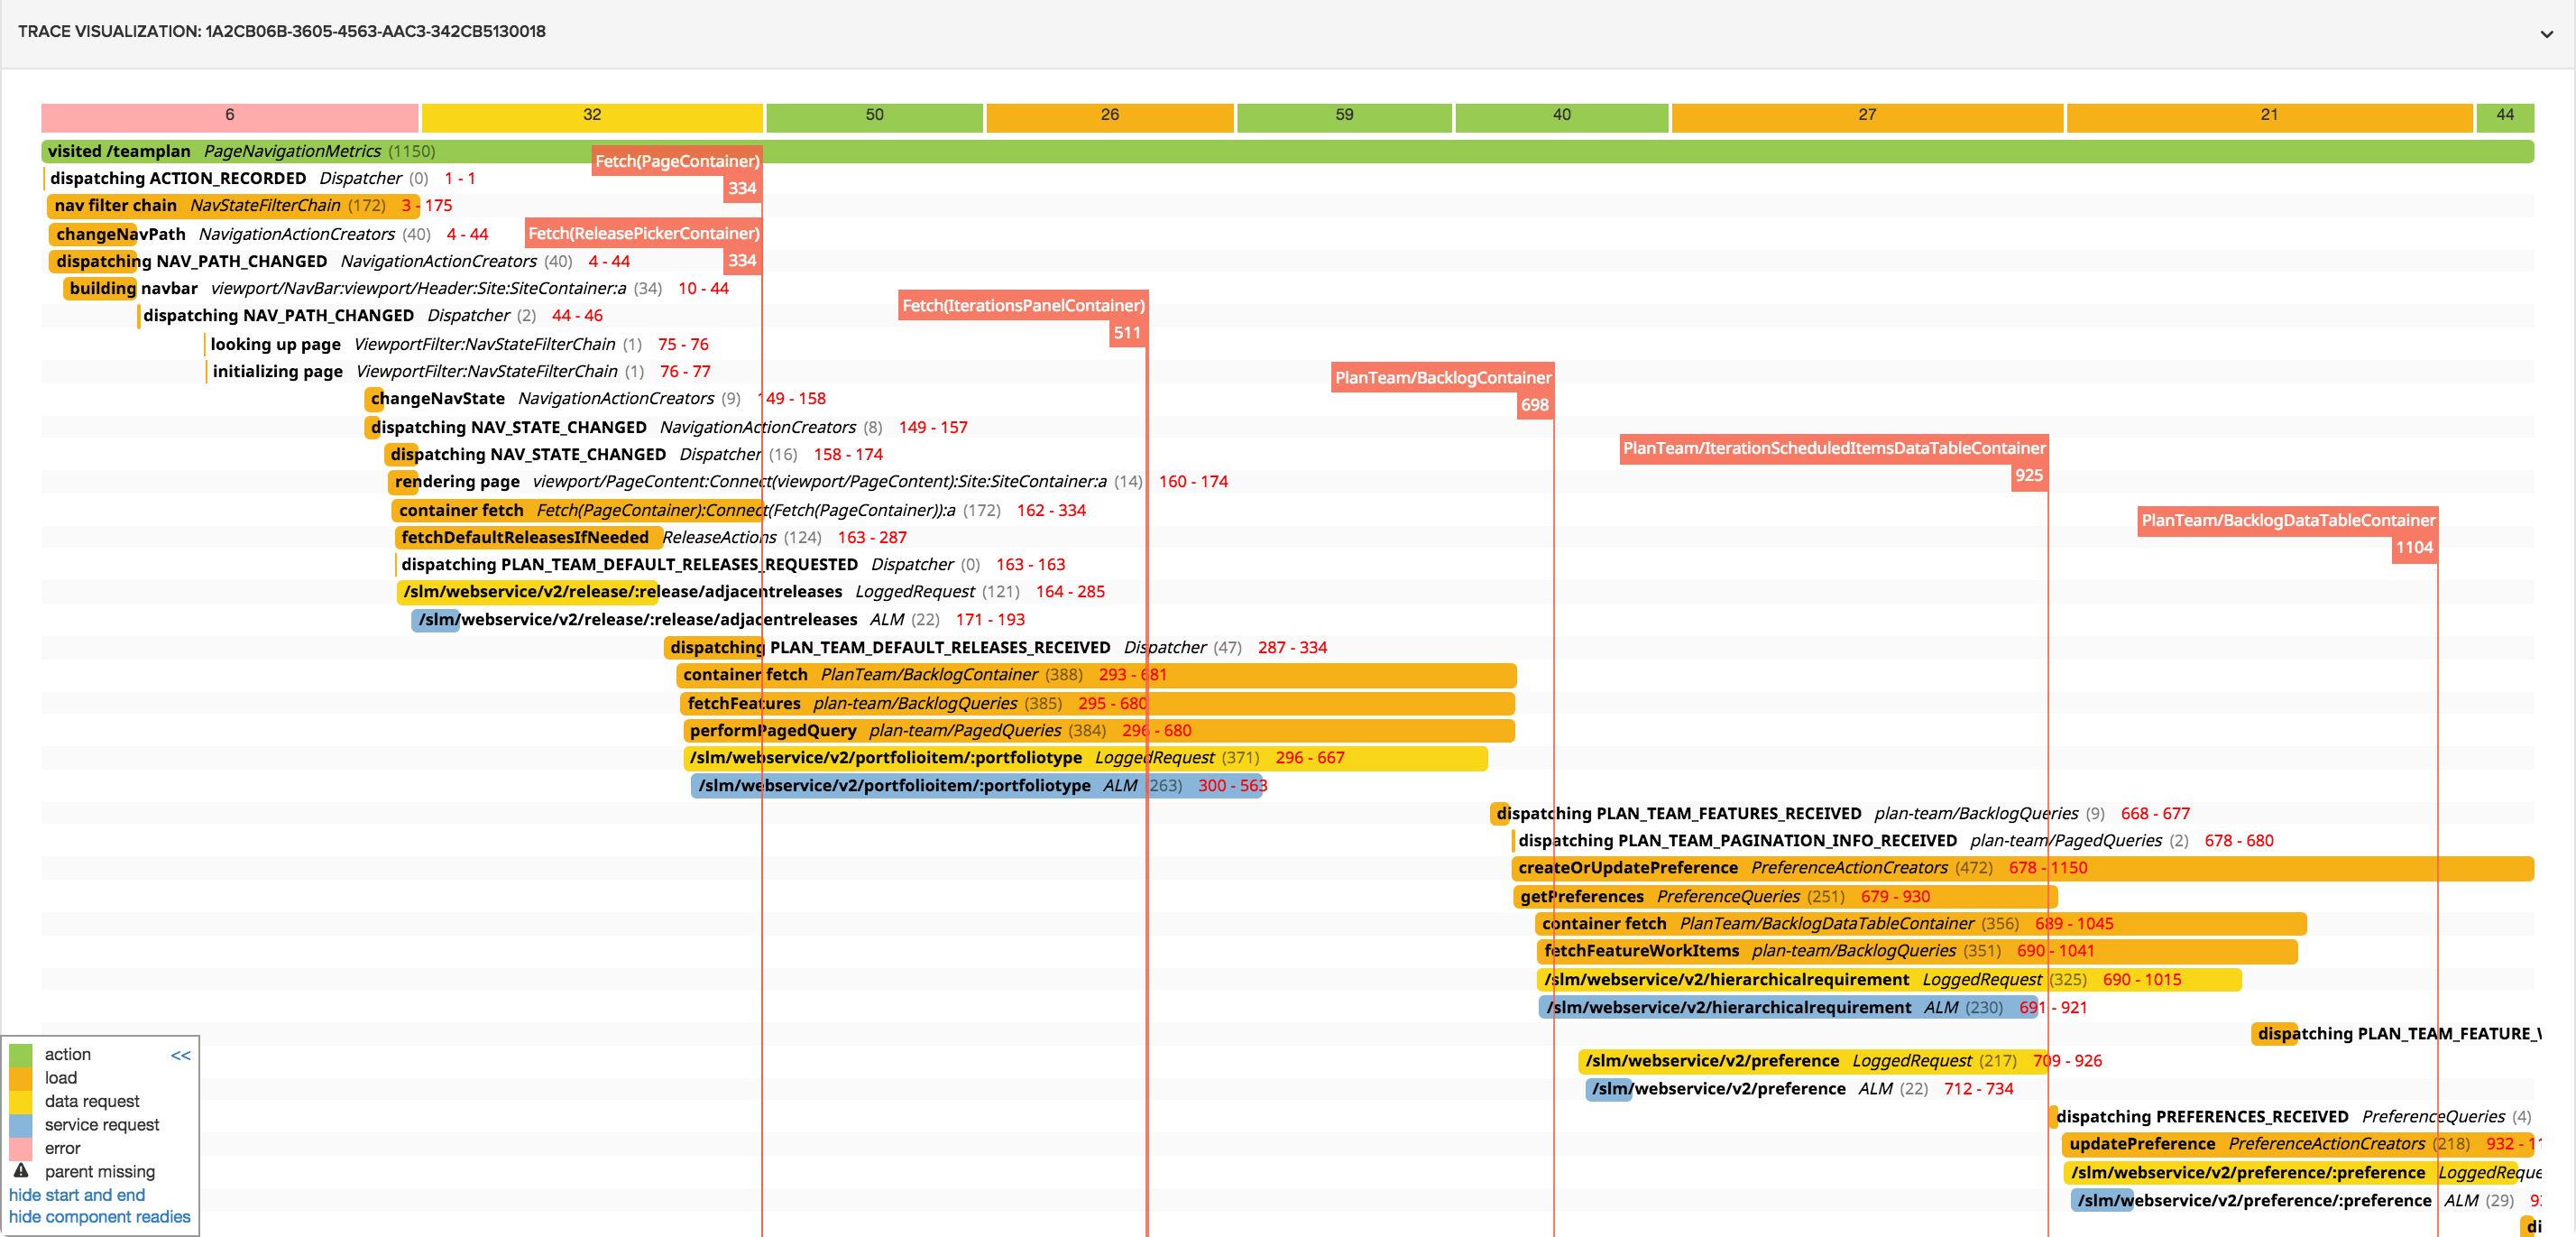 TRACE VISUALIZATION: 1A2CB06B-3605-4563-AAC3-342CB5130018
6 32 50 26 59 40 27 21 44
visited /teamplan PageNavigationMetrics (1150)
Fetch(PageContainer)
334
dispatching ACTION_RECORDED Dispatcher (0) 1 - 1
nav filter chain NavStateFilterChain (172) 3 - 175
changeNavPath NavigationActionCreators (40) 4 - 44
Fetch(ReleasePickerContainer)
334
dispatching NAV_PATH_CHANGED NavigationActionCreators (40) 4 - 44
building navbar viewport/NavBar:viewport/Header:Site:SiteContainer:a (34) 10 - 44
Fetch(IterationsPanelContainer)
511
dispatching NAV_PATH_CHANGED Dispatcher (2) 44 - 46
looking up page ViewportFilter:NavStateFilterChain (1) 75 - 76
initializing page ViewportFilter:NavStateFilterChain (1) 76 - 77
PlanTeam/BacklogContainer
698
changeNavState NavigationActionCreators (9) 149 - 158
dispatching NAV_STATE_CHANGED NavigationActionCreators (8) 149 - 157
PlanTeam/IterationScheduledItemsDataTableContainer
925
dispatching NAV_STATE_CHANGED Dispatcher (16) 158 - 174
rendering page viewport/PageContent:Connect(viewport/PageContent):Site:SiteContainer:a (14) 160 - 174
container fetch Fetch(PageContainer):Connect(Fetch(PageContainer)):a (172) 162 - 334
PlanTeam/BacklogDataTableContainer
1104
fetchDefaultReleasesIfNeeded ReleaseActions (124) 163 - 287
dispatching PLAN_TEAM_DEFAULT_RELEASES_REQUESTED Dispatcher (0) 163 - 163
/slm/webservice/v2/release/:release/adjacentreleases LoggedRequest (121) 164 - 285
/slm/webservice/v2/release/:release/adjacentreleases ALM (22) 171 - 193
dispatching PLAN_TEAM_DEFAULT_RELEASES_RECEIVED Dispatcher (47) 287 - 334
container fetch PlanTeam/BacklogContainer (388) 293 - 681
fetchFeatures plan-team/BacklogQueries (385) 295 - 680
performPagedQuery plan-team/PagedQueries (384) 296 - 680
/slm/webservice/v2/portfolioitem/:portfoliotype LoggedRequest (371) 296 - 667
/slm/webservice/v2/portfolioitem/:portfoliotype ALM (263) 300 - 563
dispatching PLAN_TEAM_FEATURES_RECEIVED plan-team/BacklogQueries (9) 668 - 677
dispatching PLAN_TEAM_PAGINATION_INFO_RECEIVED plan-team/PagedQueries (2) 678 - 680
createOrUpdatePreference PreferenceActionCreators (472) 678 - 1150
getPreferences PreferenceQueries (251) 679 - 930
container fetch PlanTeam/BacklogDataTableContainer (356) 689 - 1045
fetchFeatureWorkItems plan-team/BacklogQueries (351) 690 - 1041
/slm/webservice/v2/hierarchicalrequirement LoggedRequest (325) 690 - 1015
/slm/webservice/v2/hierarchicalrequirement ALM (230) 691 - 921
dispatching PLAN_TEAM_FEATURE_
/slm/webservice/v2/preference LoggedRequest (217) 709 - 926
/slm/webservice/v2/preference ALM (22) 712 - 734
dispatching PREFERENCES_RECEIVED PreferenceQueries (4)
updatePreference PreferenceActionCreators (218) 932 - 
/slm/webservice/v2/preference/:preference LoggedReque
/slm/webservice/v2/preference/:preference ALM (29)
di
action <<
load
data request
service request
error
parent missing
hide start and end
hide component readies